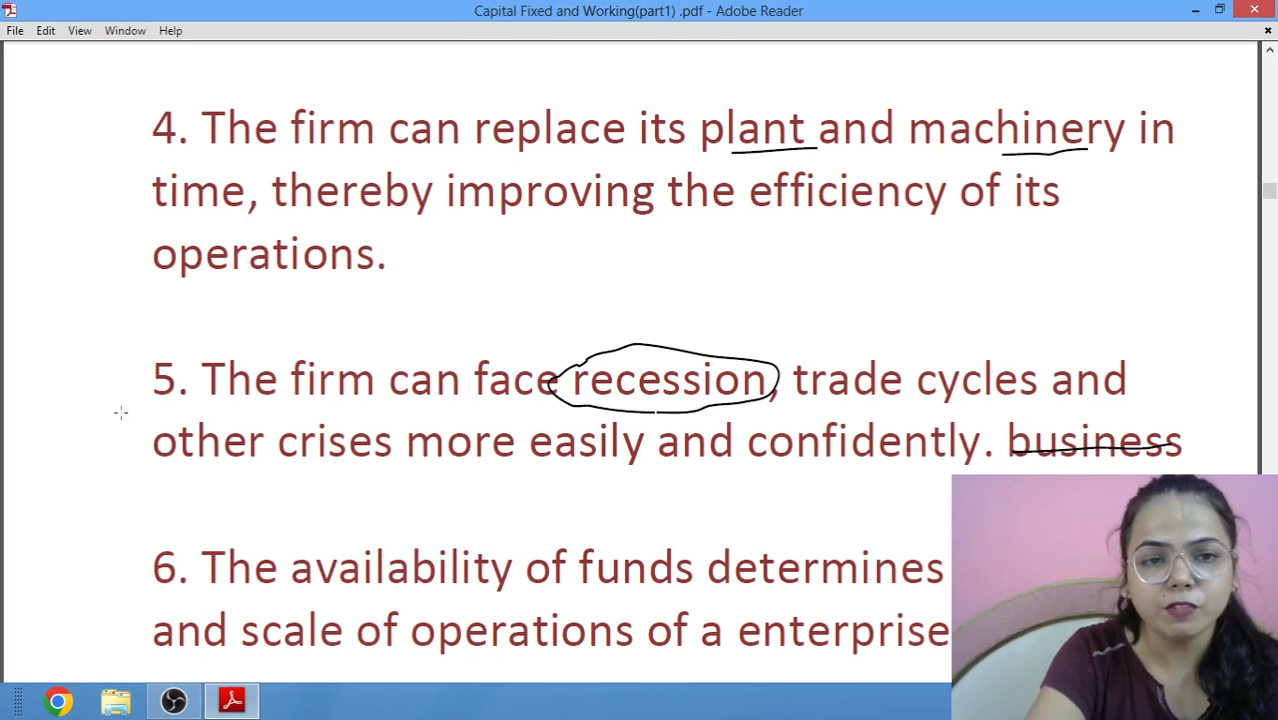 Capital Fixed and Working(part1) .pdf - Adobe Reader
File Edit View Window Help
4. The firm can replace its plant and machinery in
time, thereby improving the efficiency of its
operations.
5. The firm can face recession, trade cycles and
other crises more easily and confidently. business
6. The availability of funds determines
and scale of operations of a enterprise